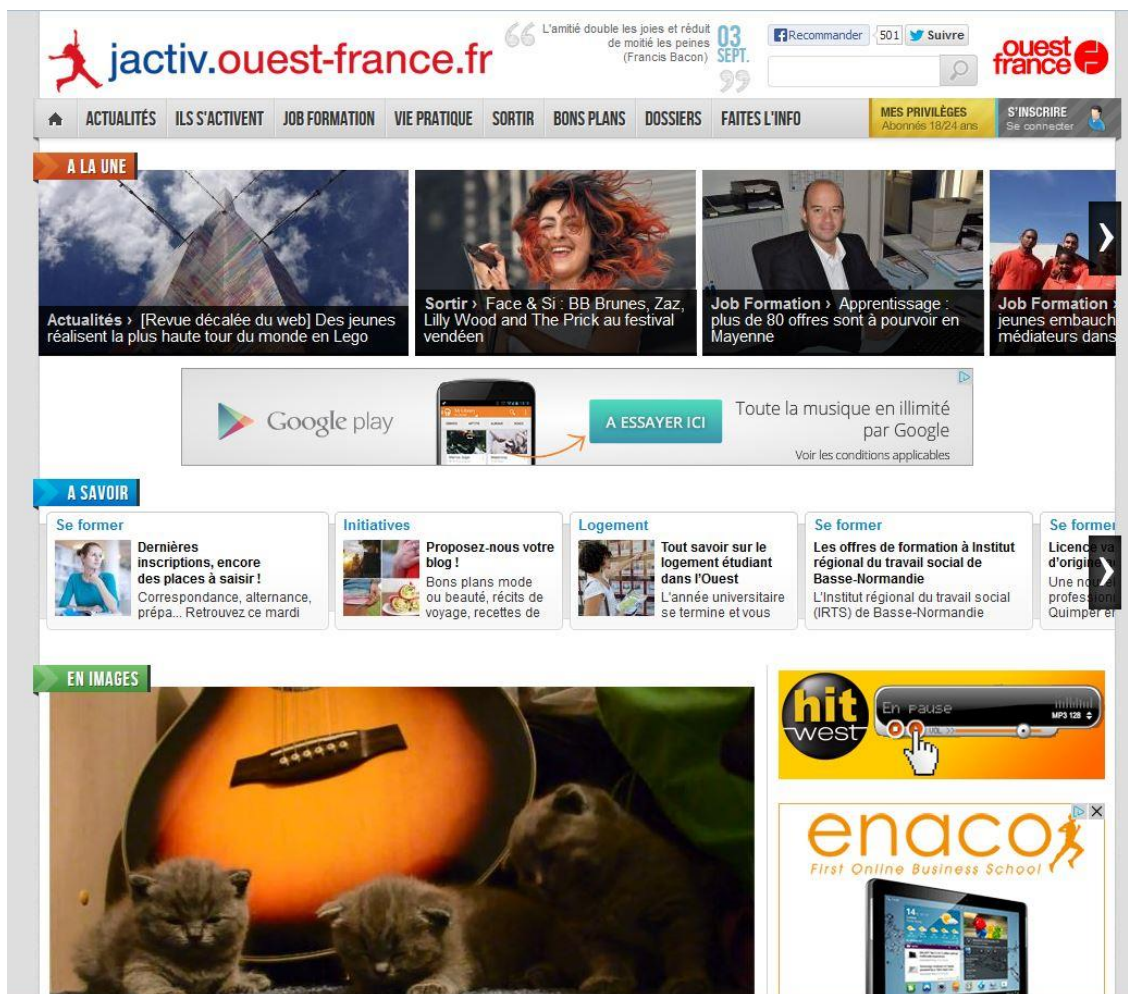 jactiv.ouest-france.fr
L'amitié double les joies et réduit
de moitié les peines
(Francis Bacon)
03
SEPT.
Recommander
501
Suivre
ouest
france
ACTUALITÉS
ILS S'ACTIVENT
JOB FORMATION
VIE PRATIQUE
SORTIR
BONS PLANS
DOSSIERS
FAITES L'INFO
MES PRIVILÈGES
Abonnés 18/24 ans
S'INSCRIRE
Se connecter
A LA UNE
Actualités › [Revue décalée du web] Des jeunes
réalisent la plus haute tour du monde en Lego
Sortir › Face & Si : BB Brunes, Zaz,
Lilly Wood and The Prick au festival
vendéen
Job Formation › Apprentissage :
plus de 80 offres sont à pourvoir en
Mayenne
Job Formation ›
jeunes embauch
médiateurs dans
Google play
A ESSAYER ICI
Toute la musique en illimité
par Google
Voir les conditions applicables
A SAVOIR
Se former
Dernières
inscriptions, encore
des places à saisir !
Correspondance, alternance,
prépa... Retrouvez ce mardi
Initiatives
Proposez-nous votre
blog !
Bons plans mode
ou beauté, récits de
voyage, recettes de
Logement
Tout savoir sur le
logement étudiant
dans l'Ouest
L'année universitaire
se termine et vous
Se former
Les offres de formation à Institut
régional du travail social de
Basse-Normandie
L'Institut régional du travail social
(IRTS) de Basse-Normandie
Se former
Licence
d'origine
Une
Quimper
EN IMAGES
hit
west
En pause
MP3 128
VOL
enaco
First Online Business School